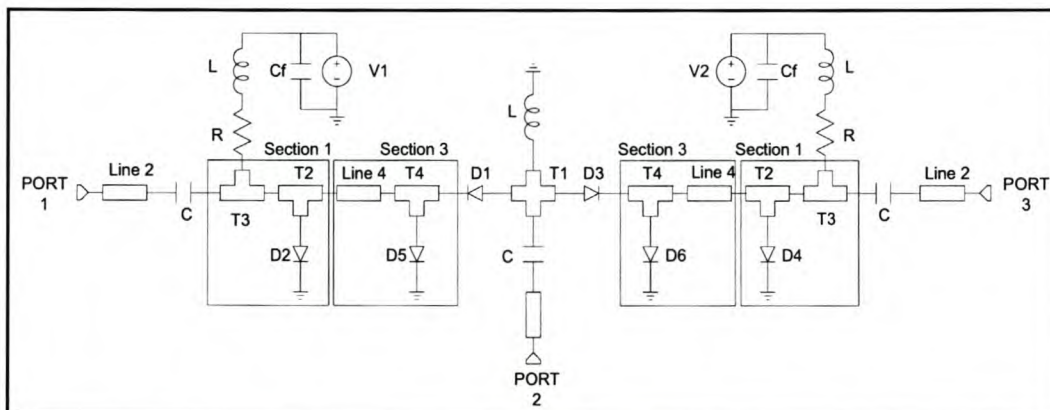 L
Cf
V1
V2
Cf
L
L
R
R
Section 1
Section 3
Section 3
Section 1
PORT
1
Line 2
C
T3
T2
Line 4
T4
D1
T1
D3
T4
Line 4
T2
T3
C
Line 2
PORT
3
D2
D5
C
D6
D4
PORT
2